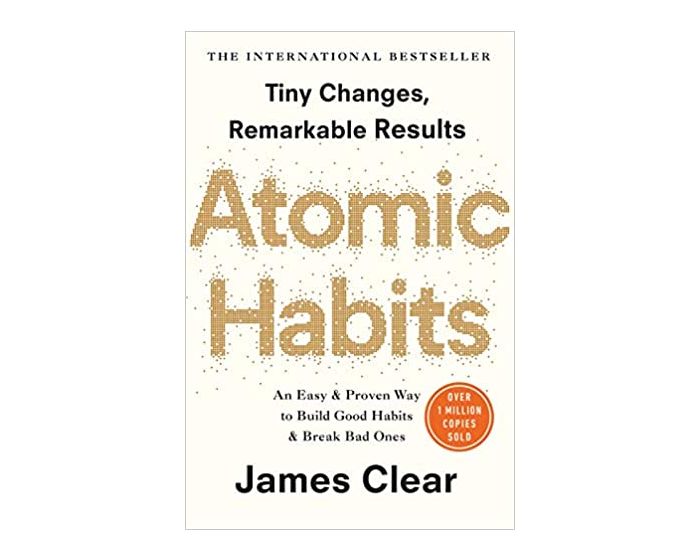 THE INTERNATIONAL BESTSELLER
Tiny Changes,
Remarkable Results
Atomic
Habits
An Easy & Proven Way
to Build Good Habits
& Break Bad Ones
OVER
1 MILLION
COPIES
SOLD
James Clear